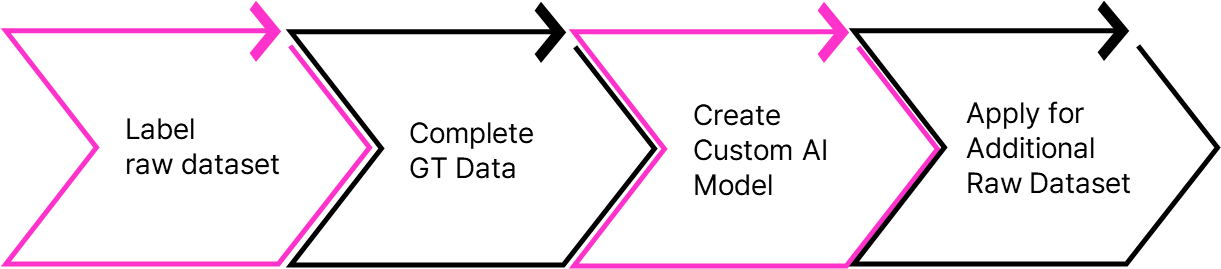 Label
raw dataset
Complete
GT Data
Create
Custom AI
Model
Apply for
Additional
Raw Dataset